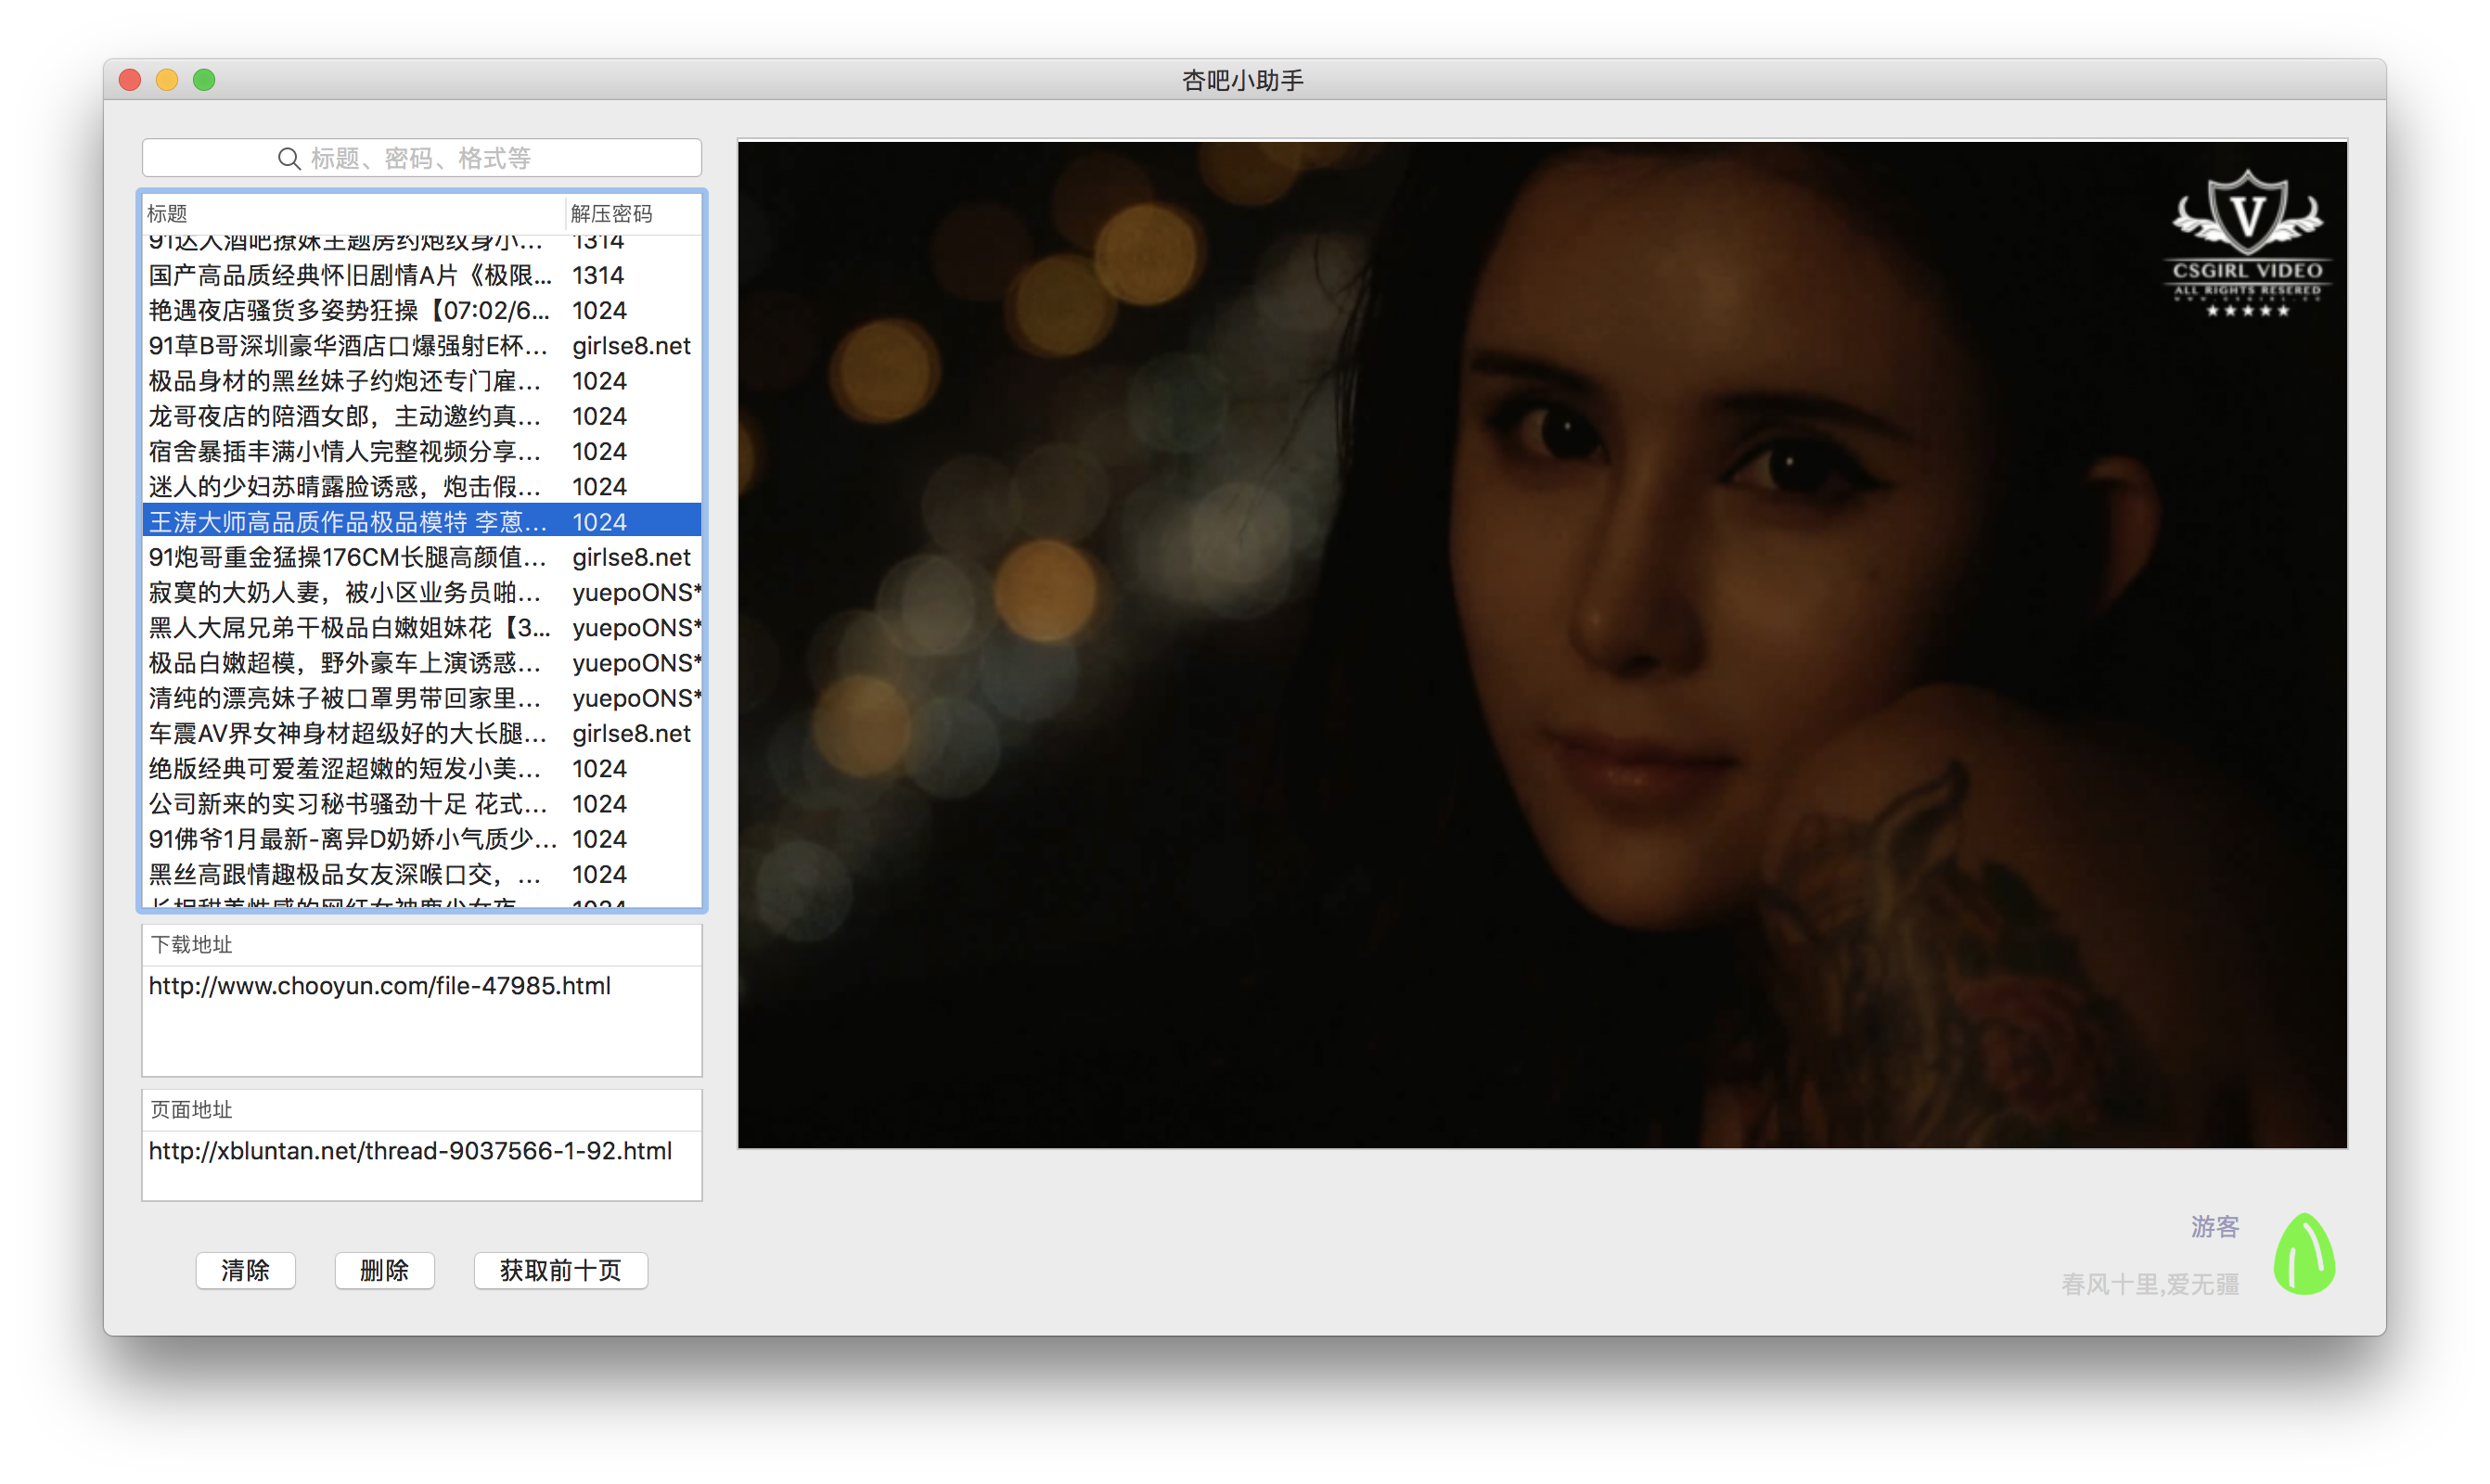 杏吧小助手
标题、密码、格式等
标题 解压密码
91达人酒吧撩妹主题房约炮纹身小… 1314
国产高品质经典怀旧剧情A片《极限… 1314
艳遇夜店骚货多姿势狂操【07:02/6… 1024
91草B哥深圳豪华酒店口爆强射E杯… girlse8.net
极品身材的黑丝妹子约炮还专门雇… 1024
龙哥夜店的陪酒女郎，主动邀约真… 1024
宿舍暴插丰满小情人完整视频分享… 1024
迷人的少妇苏晴露脸诱惑，炮击假… 1024
王涛大师高品质作品极品模特 李蒽… 1024
91炮哥重金猛操176CM长腿高颜值… girlse8.net
寂寞的大奶人妻，被小区业务员啪… yuepoONS*
黑人大屌兄弟干极品白嫩姐妹花【3… yuepoONS*
极品白嫩超模，野外豪车上演诱惑… yuepoONS*
清纯的漂亮妹子被口罩男带回家里… yuepoONS*
车震AV界女神身材超级好的大长腿… girlse8.net
绝版经典可爱羞涩超嫩的短发小美… 1024
公司新来的实习秘书骚劲十足 花式… 1024
91佛爷1月最新-离异D奶娇小气质少… 1024
黑丝高跟情趣极品女友深喉口交，… 1024
1024
下载地址
http://www.chooyun.com/file-47985.html
页面地址
http://xbluntan.net/thread-9037566-1-92.html
清除 删除 获取前十页
V
CSGIRL VIDEO
ALL RIGHTS RESERED
游客
春风十里,爱无疆